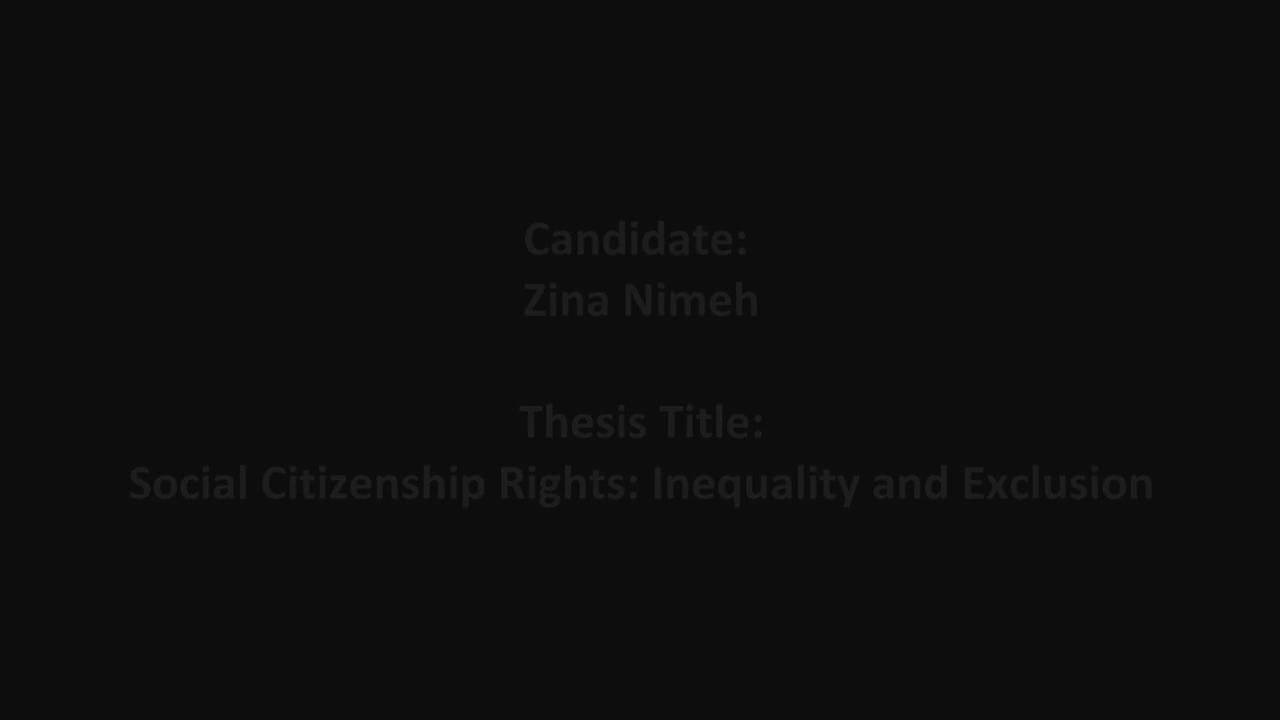 Candidate:
Zina Nimeh
Thesis Title:
Social Citizenship Rights: Inequality and Exclusion